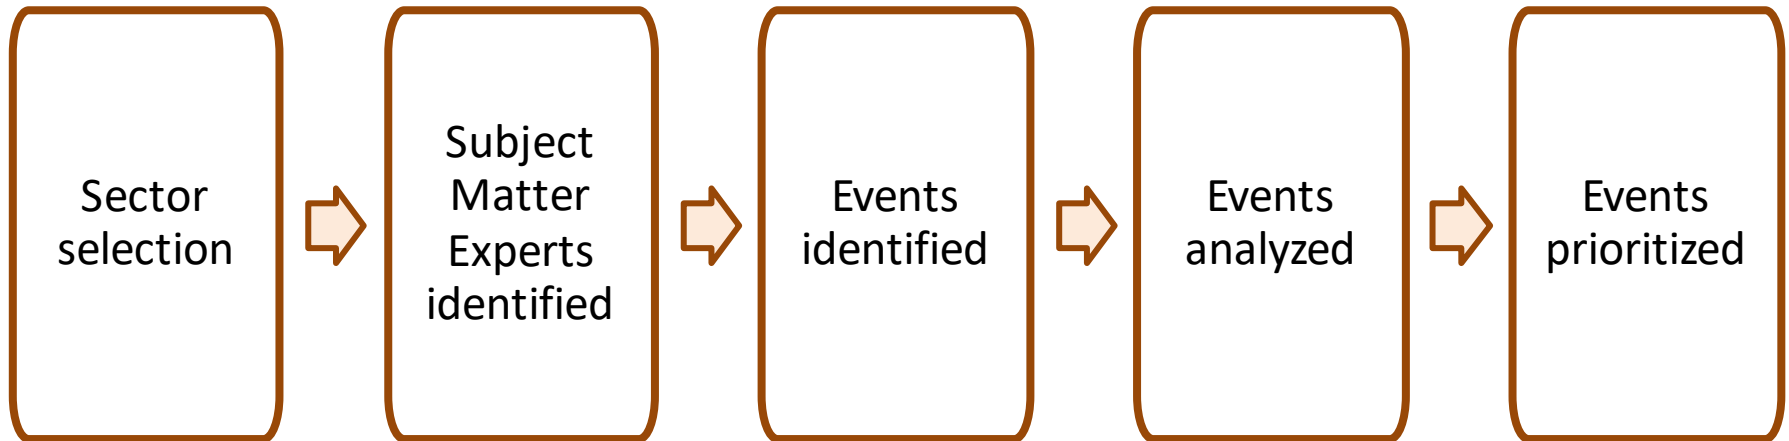 Sector
selection
Subject
Matter
Experts
identified
Events
identified
Events
analyzed
Events
prioritized